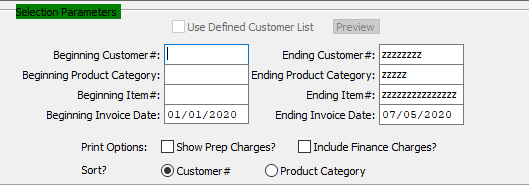 Selection Parameters
Use Defined Customer List Preview
Beginning Customer#: Ending Customer#: zzzzzzzz
Beginning Product Category: Ending Product Category: zzzzz
Beginning Item#: Ending Item#: zzzzzzzzzzzzzzz
Beginning Invoice Date: 01/01/2020 Ending Invoice Date: 07/05/2020
Print Options: Show Prep Charges? Include Finance Charges?
Sort? Customer# Product Category